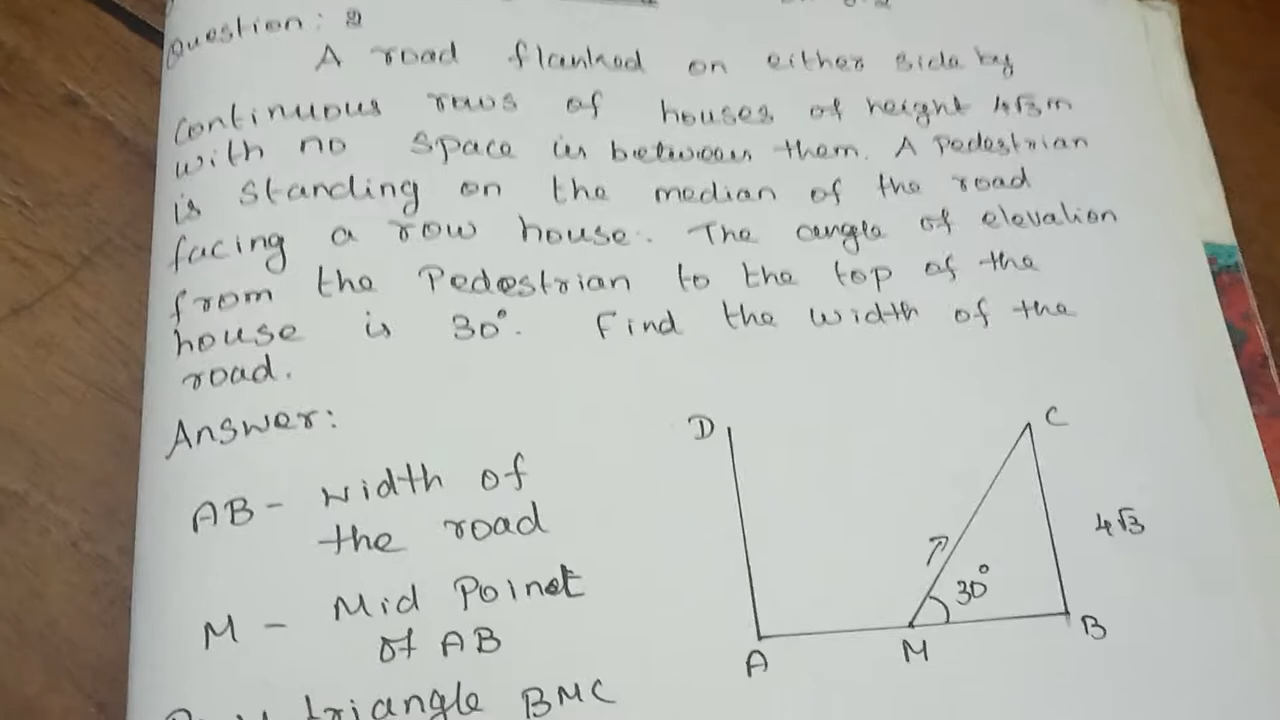 Question: 2
A road flanked on either side by
continuous rows of houses of height 4√3m
with no space in between them. A Pedestrian
is standing on the median of the road
facing a row house. The angle of elevation
from the Pedestrian to the top of the
house is 30°. Find the width of the
road.
Answer:
AB - width of
the road
M - Mid Point
of AB
triangle BMC
D
C
4√3
30°
A
M
B